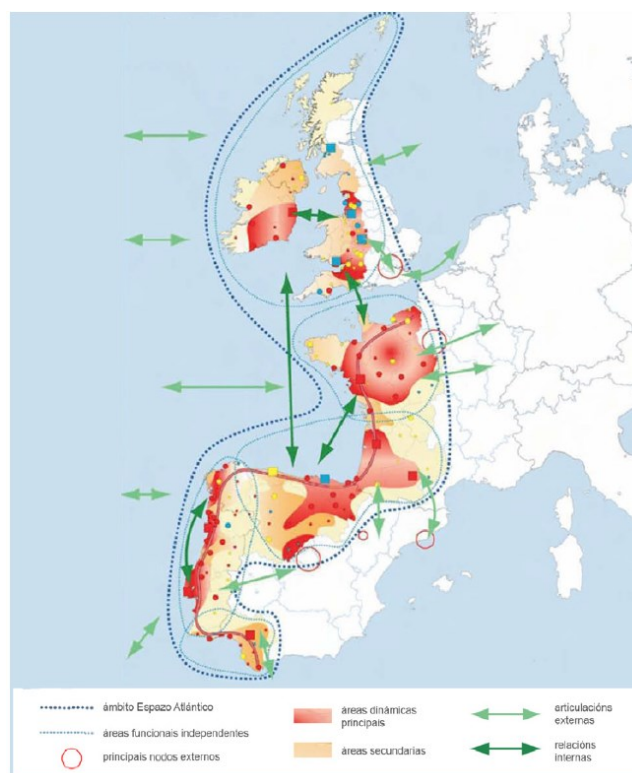 ámbito Espazo Atlántico
áreas funcionais independentes
principais nodos externos
áreas dinámicas
principais
áreas secundarias
articulacións
externas
relacións
internas